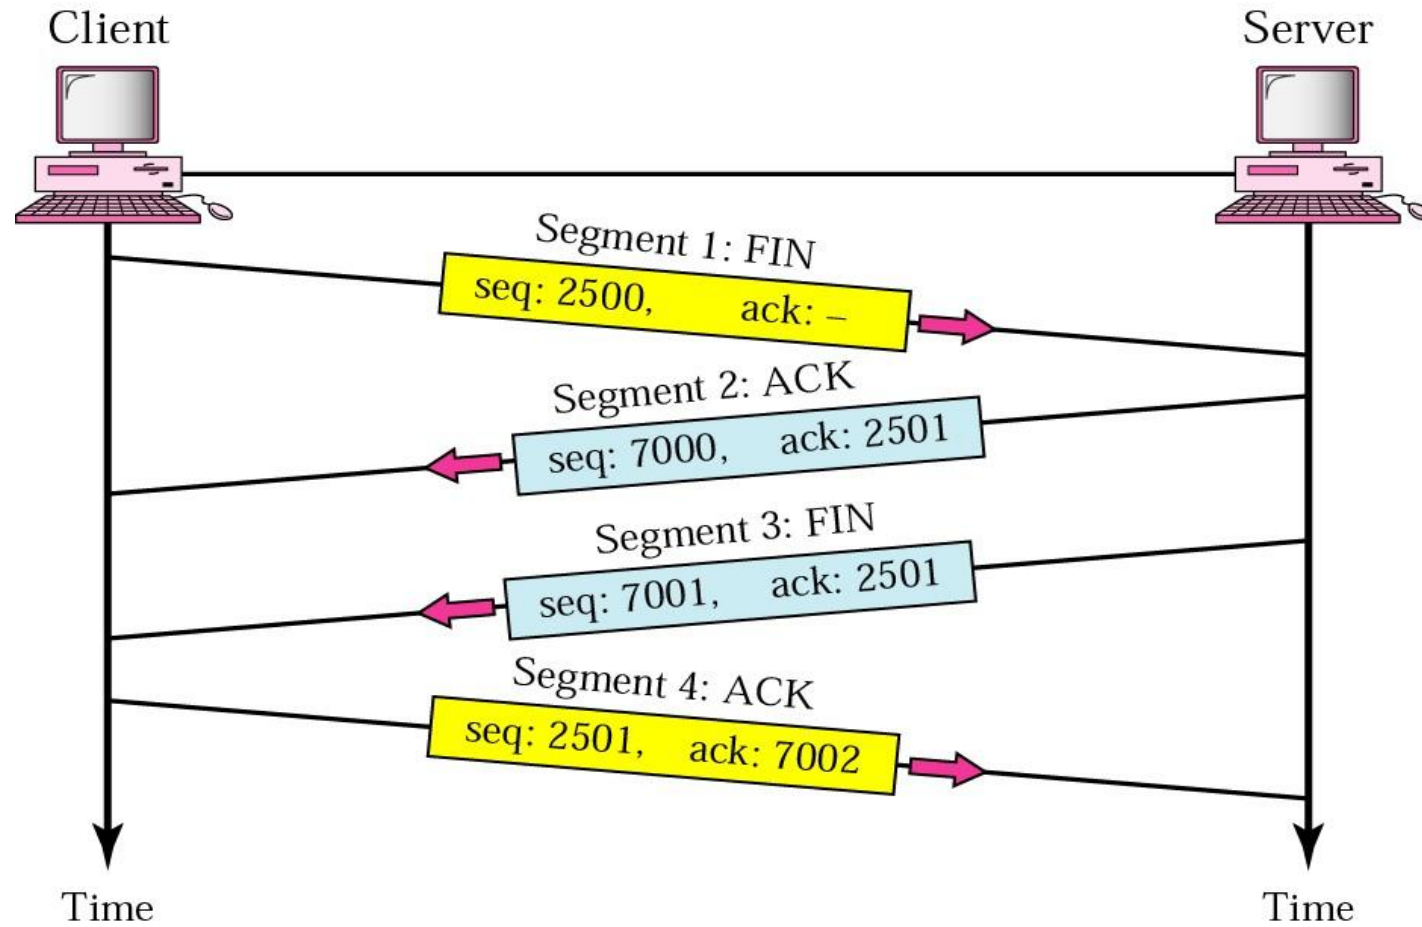 Client
Server
Segment 1: FIN
seq: 2500, ack: –
Segment 2: ACK
seq: 7000, ack: 2501
Segment 3: FIN
seq: 7001, ack: 2501
Segment 4: ACK
seq: 2501, ack: 7002
Time
Time